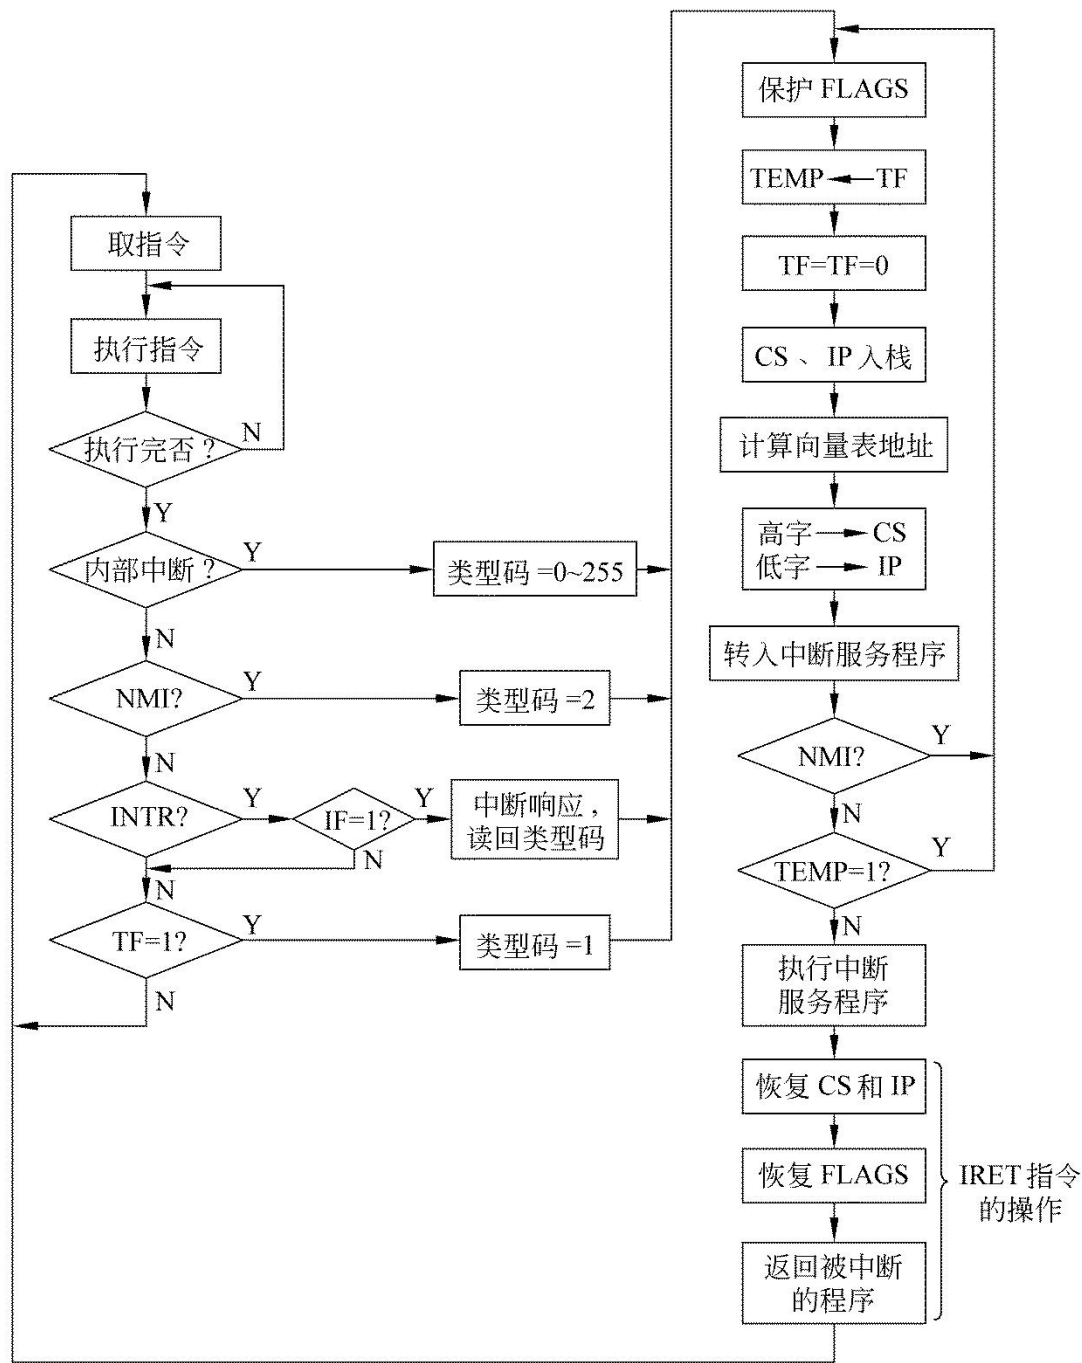 取指令
执行指令
执行完否?
N
Y
内部中断?
Y
类型码=0~255
N
NMI?
Y
类型码=2
N
INTR?
Y
IF=1?
Y
中断响应,
读回类型码
N
N
TF=1?
Y
类型码=1
N
保护 FLAGS
TEMP←TF
TF=TF=0
CS、IP入栈
计算向量表地址
高字→CS
低字→IP
转入中断服务程序
NMI?
Y
N
TEMP=1?
Y
N
执行中断
服务程序
恢复 CS 和 IP
恢复 FLAGS
返回被中断
的程序
IRET 指令
的操作